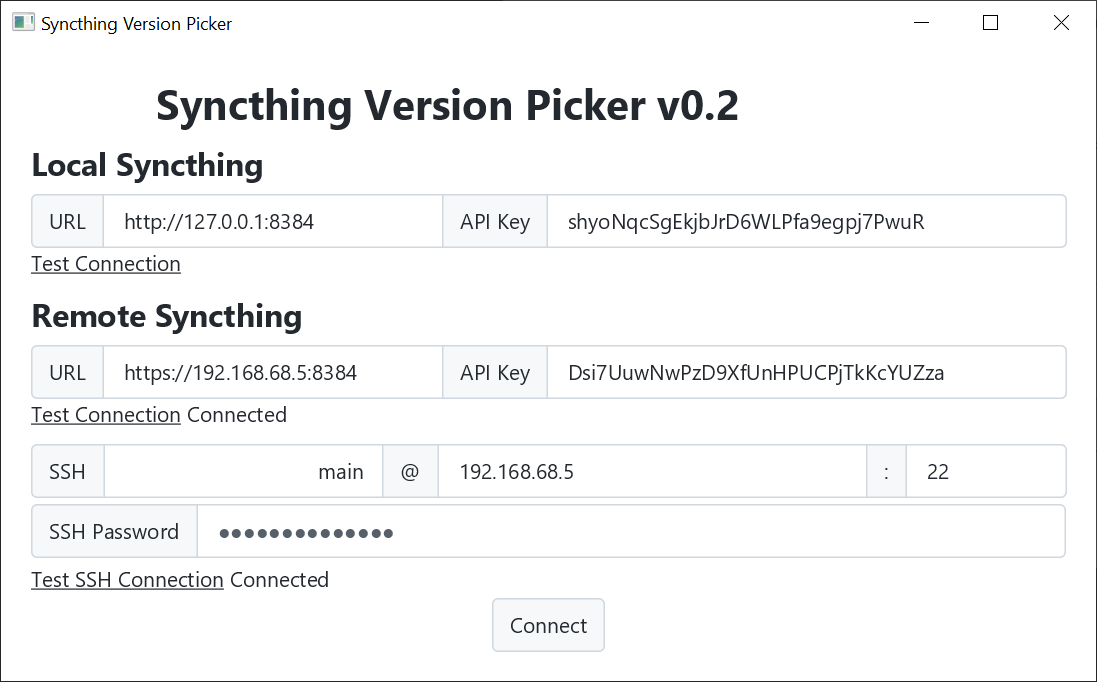 Syncthing Version Picker
Syncthing Version Picker v0.2
Local Syncthing
URL http://127.0.0.1:8384 API Key shyoNqcSgEkjbJrD6WLPfa9egpj7PwuR
Test Connection
Remote Syncthing
URL https://192.168.68.5:8384 API Key Dsi7UuwNwPzD9XfUnHPUCPjTkKcYUZza
Test Connection Connected
SSH main @ 192.168.68.5 : 22
SSH Password ●●●●●●●●●●●●●●
Test SSH Connection Connected
Connect